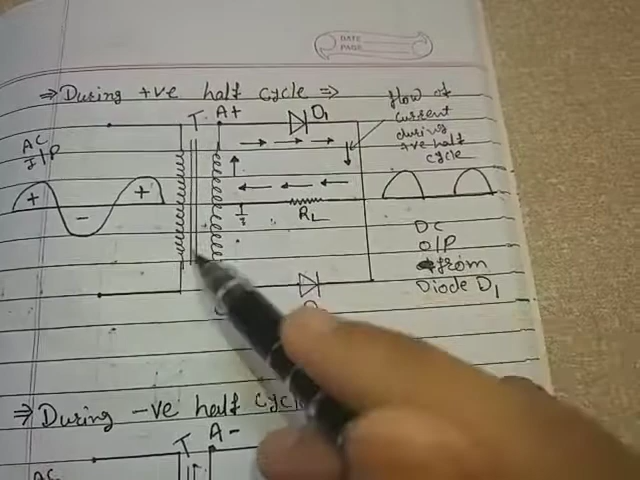 DATE
PAGE
⇒ During +ve half cycle ⇒
AC
I/P
T
A+
D1
flow of
current
during
+ve half
cycle
+
-
+
RL
DC
O/P
from
Diode D1
⇒ During -ve half cycle
T
A-
AC